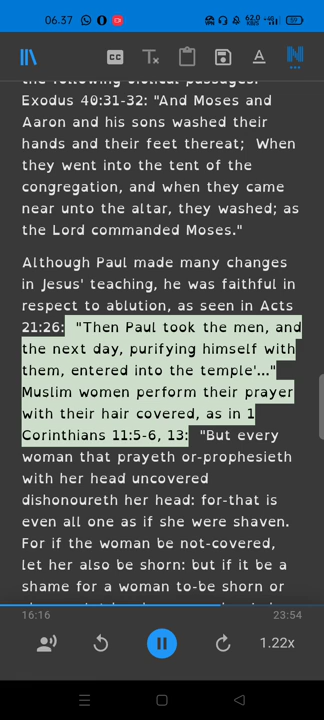 06.37
CC
the following biblical passages:
Exodus 40:31-32: "And Moses and
Aaron and his sons washed their
hands and their feet thereat;  When
they went into the tent of the
congregation, and when they came
near unto the altar, they washed; as
the Lord commanded Moses."
Although Paul made many changes
in Jesus' teaching, he was faithful in
respect to ablution, as seen in Acts
21:26:  "Then Paul took the men, and
the next day, purifying himself with
them, entered into the temple'..."
Muslim women perform their prayer
with their hair covered, as in 1
Corinthians 11:5-6, 13:  "But every
woman that prayeth or-prophesieth
with her head uncovered
dishonoureth her head: for-that is
even all one as if she were shaven.
For if the woman be not-covered,
let her also be shorn: but if it be a
shame for a woman to-be shorn or
16:16
23:54
1.22x